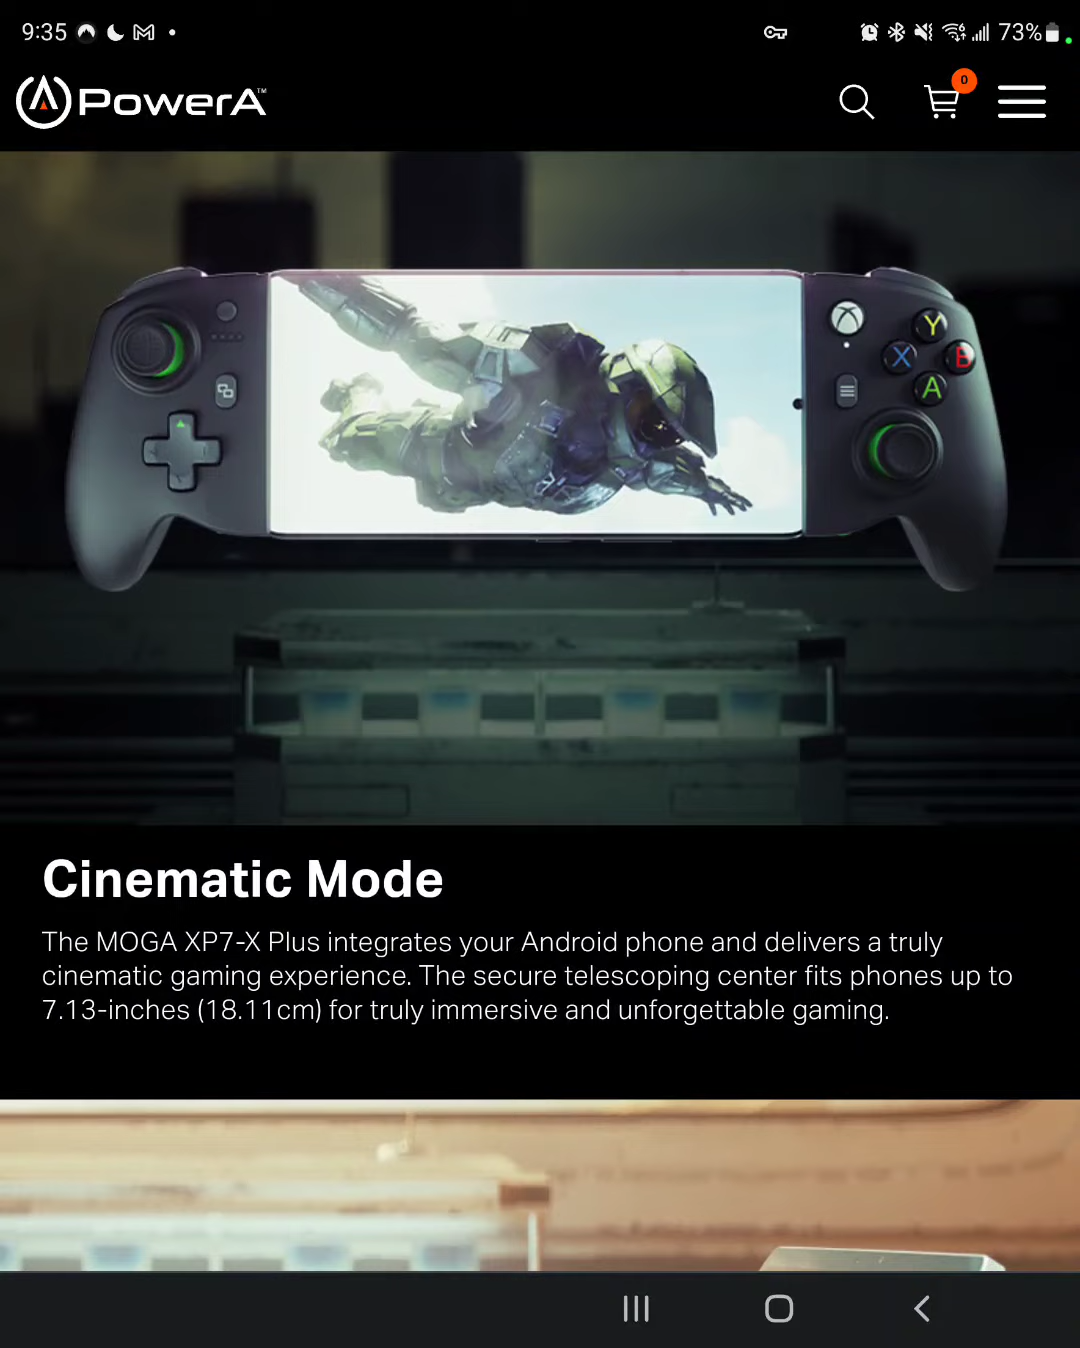 9:35
73%
PowerA™
0
Y
X
B
A
Cinematic Mode
The MOGA XP7-X Plus integrates your Android phone and delivers a truly
cinematic gaming experience. The secure telescoping center fits phones up to
7.13-inches (18.11cm) for truly immersive and unforgettable gaming.